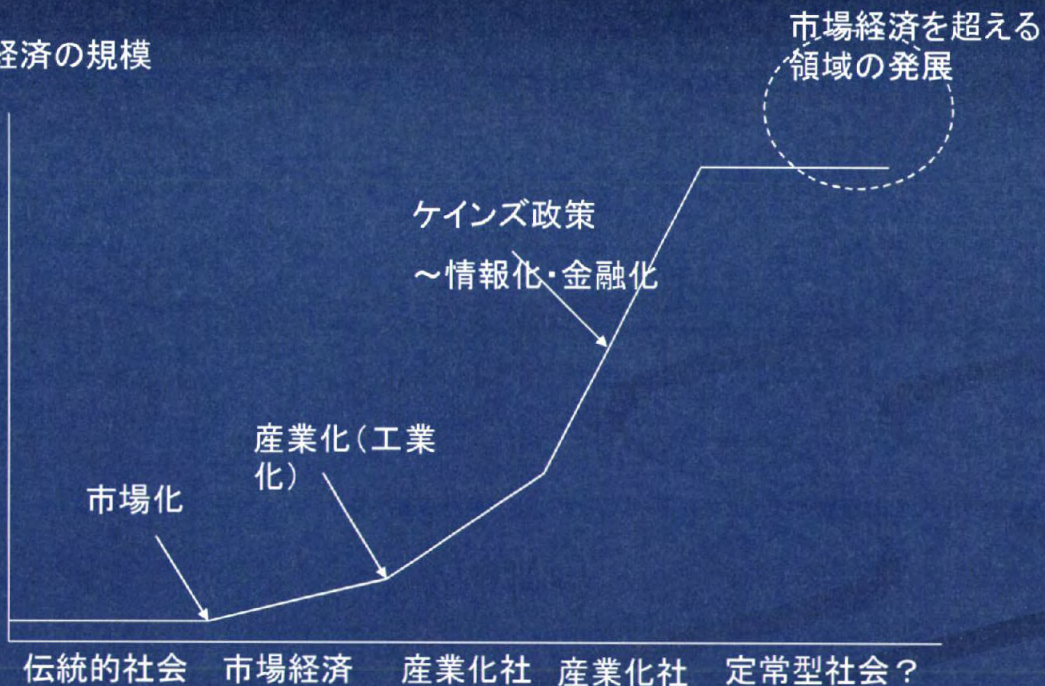 経済の規模
市場経済を超える
領域の発展
ケインズ政策
～情報化・金融化
産業化(工業
化)
市場化
伝統的社会 市場経済 産業化社 産業化社 定常型社会？